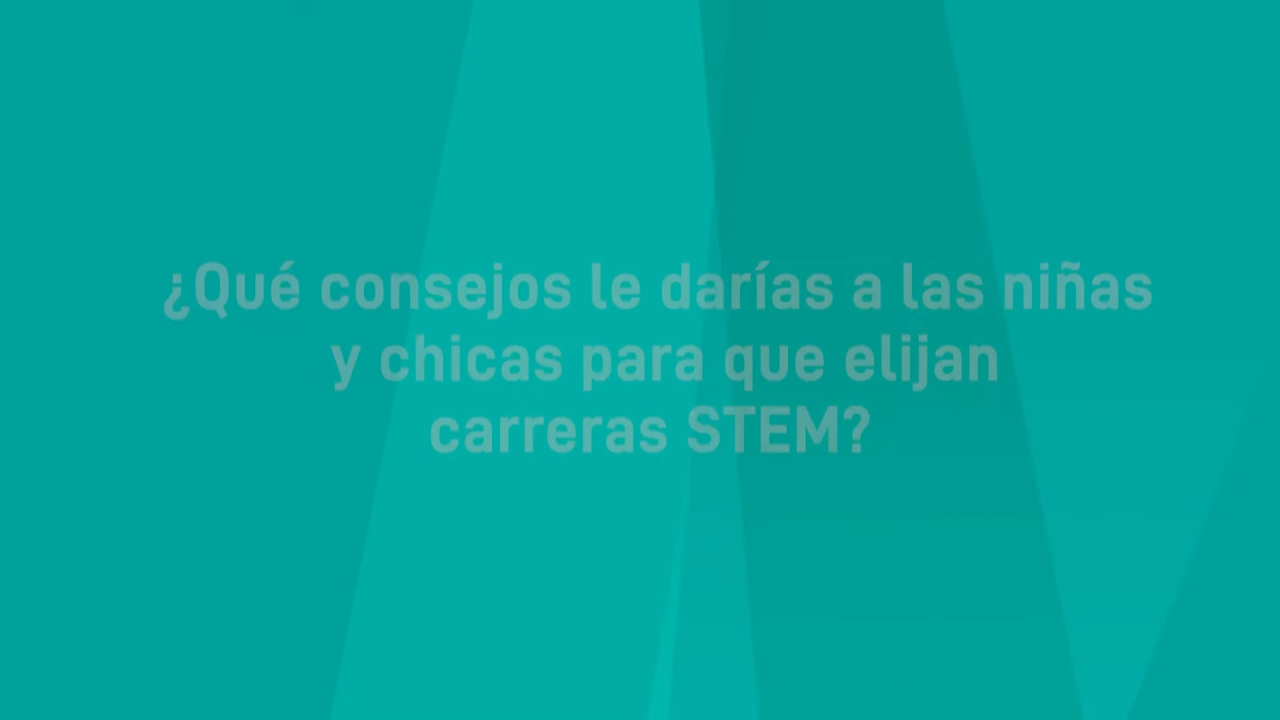 ¿Qué consejos le darías a las niñas
y chicas para que elijan
carreras STEM?